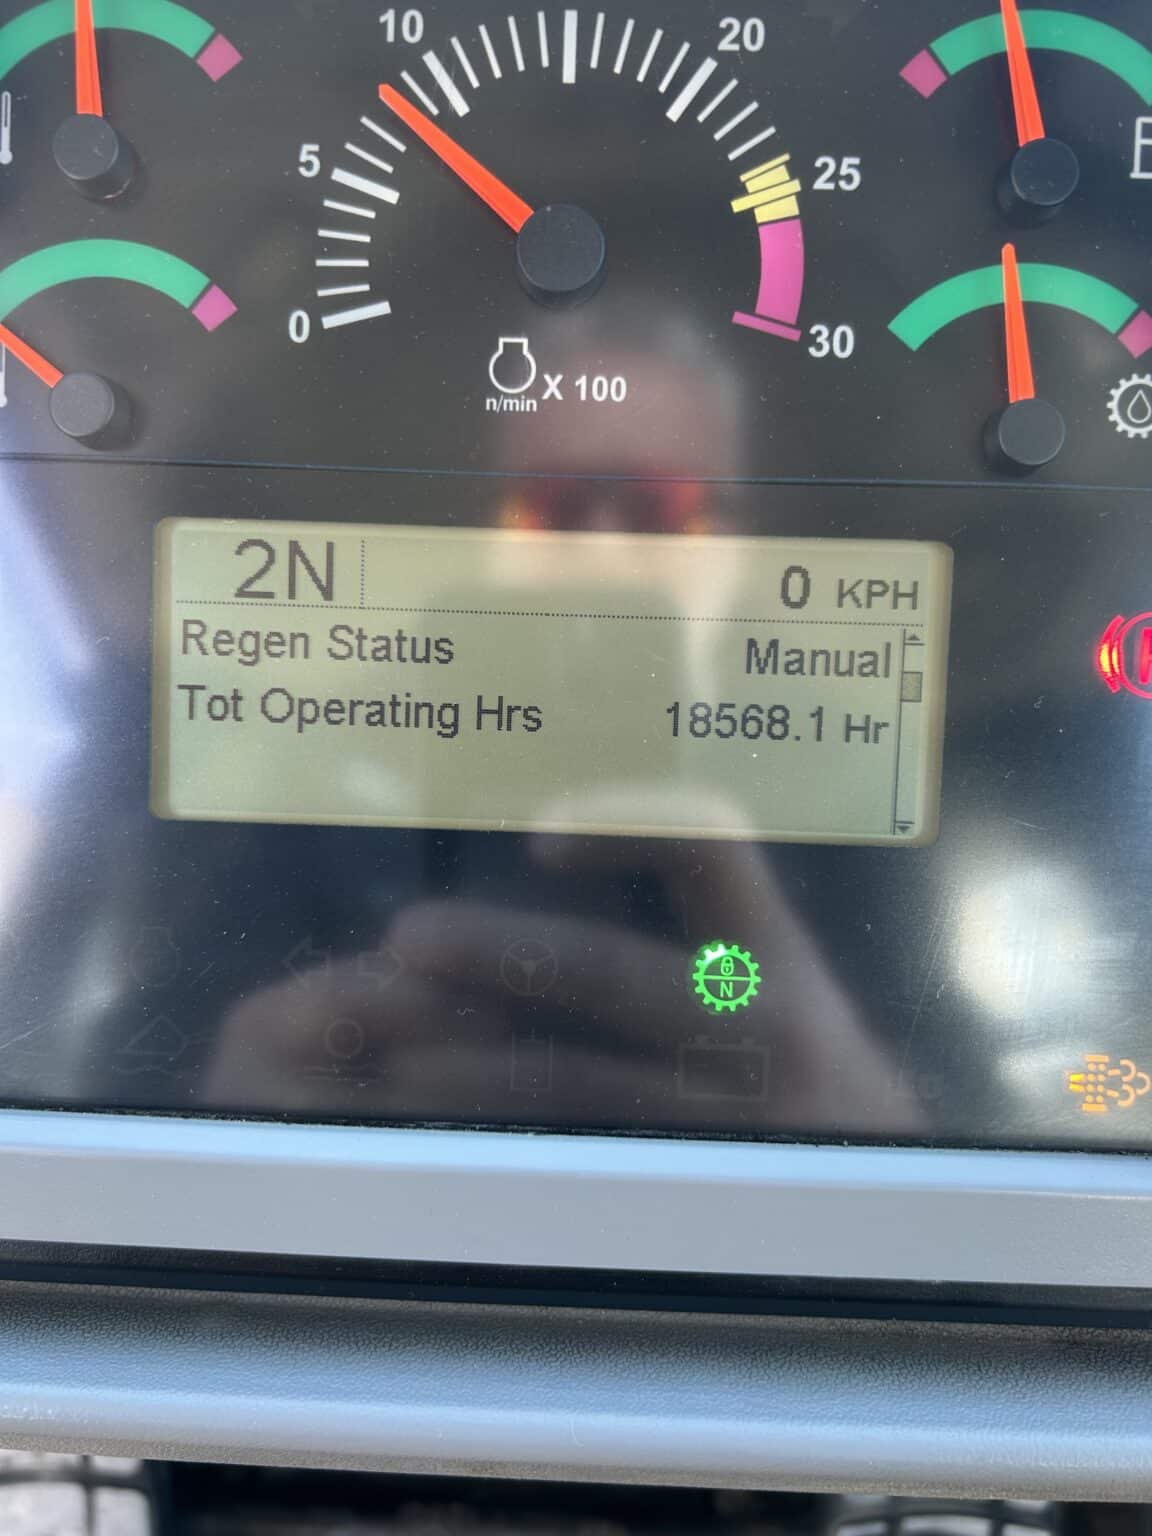 10
20
5
25
0
30
n/min X 100
2N
0 KPH
Regen Status Manual
Tot Operating Hrs 18568.1 Hr
N